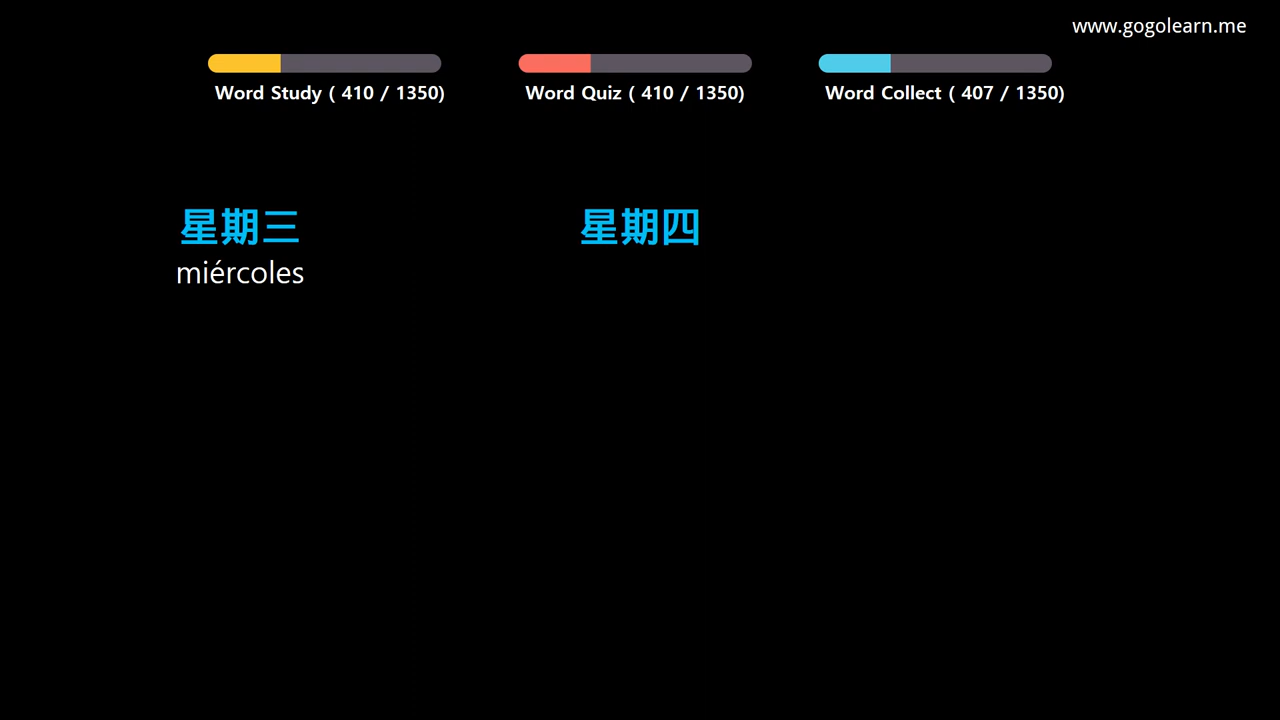 www.gogolearn.me
Word Study ( 410 / 1350)
Word Quiz ( 410 / 1350)
Word Collect ( 407 / 1350)
星期三
miércoles
星期四